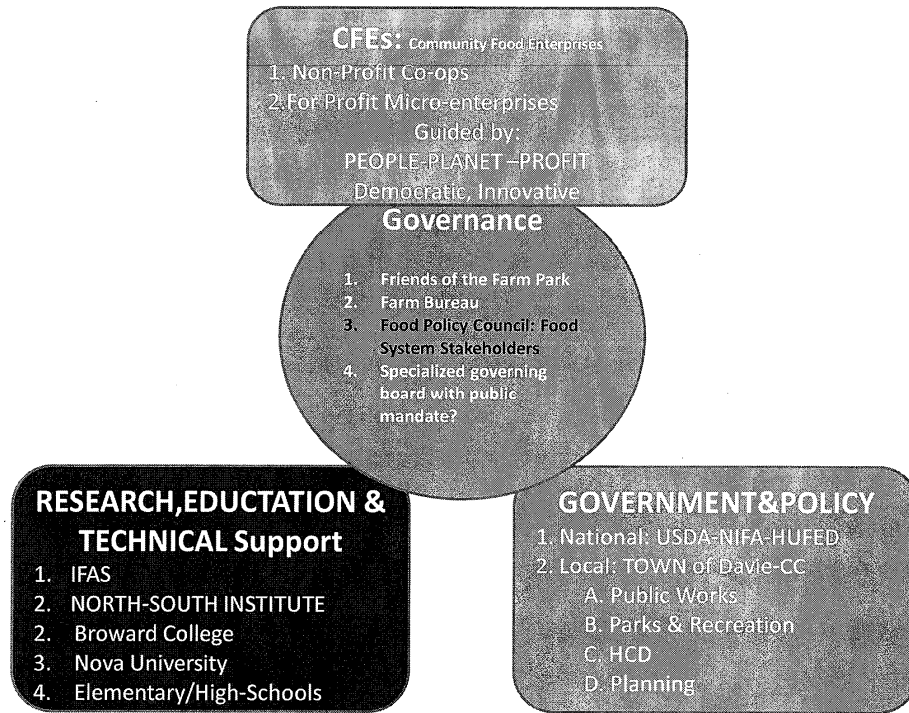 CFEs: Community Food Enterprises
1. Non-Profit Co-ops
2.For Profit Micro-enterprises
Guided by:
PEOPLE-PLANET –PROFIT
Democratic, Innovative
Governance
1. Friends of the Farm Park
2. Farm Bureau
3. Food Policy Council: Food
System Stakeholders
4. Specialized governing
board with public
mandate?
RESEARCH,EDUCTATION &
TECHNICAL Support
1. IFAS
2. NORTH-SOUTH INSTITUTE
2. Broward College
3. Nova University
4. Elementary/High-Schools
GOVERNMENT&POLICY
1. National: USDA-NIFA-HUFED
2. Local: TOWN of Davie-CC
A. Public Works
B. Parks & Recreation
C. HCD
D. Planning